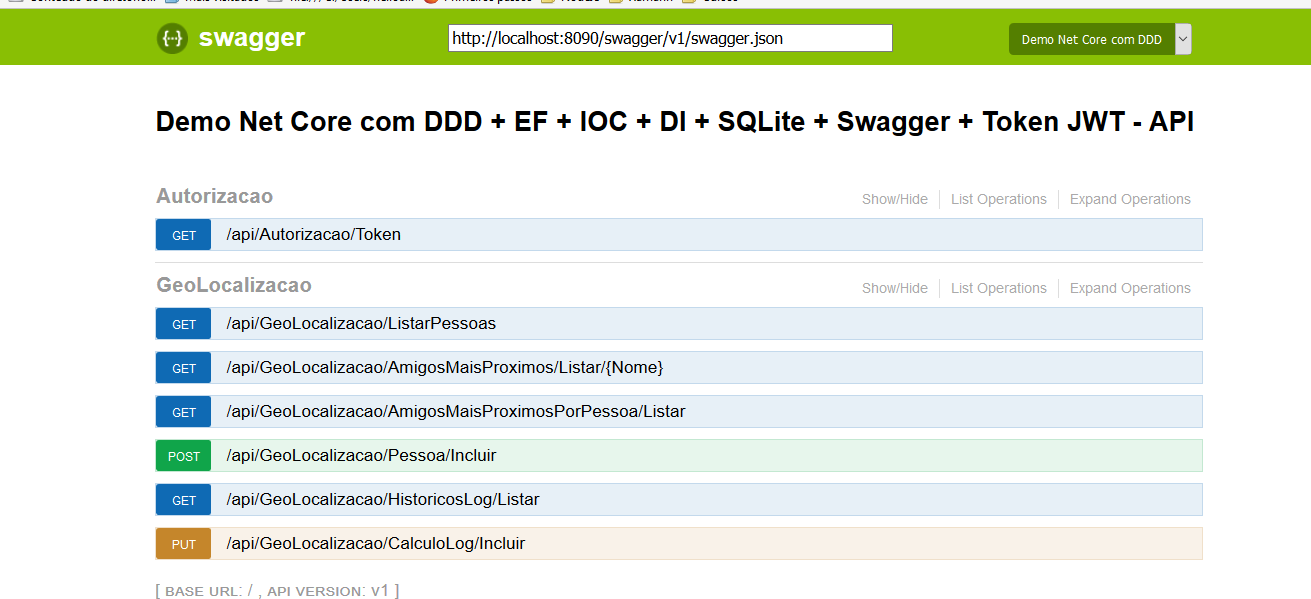 swagger
http://localhost:8090/swagger/v1/swagger.json
Demo Net Core com DDD
Demo Net Core com DDD + EF + IOC + DI + SQLite + Swagger + Token JWT - API
Autorizacao
Show/Hide
List Operations
Expand Operations
GET /api/Autorizacao/Token
GeoLocalizacao
Show/Hide
List Operations
Expand Operations
GET /api/GeoLocalizacao/ListarPessoas
GET /api/GeoLocalizacao/AmigosMaisProximos/Listar/{Nome}
GET /api/GeoLocalizacao/AmigosMaisProximosPorPessoa/Listar
POST /api/GeoLocalizacao/Pessoa/Incluir
GET /api/GeoLocalizacao/HistoricosLog/Listar
PUT /api/GeoLocalizacao/CalculoLog/Incluir
[ BASE URL: / , API VERSION: V1 ]